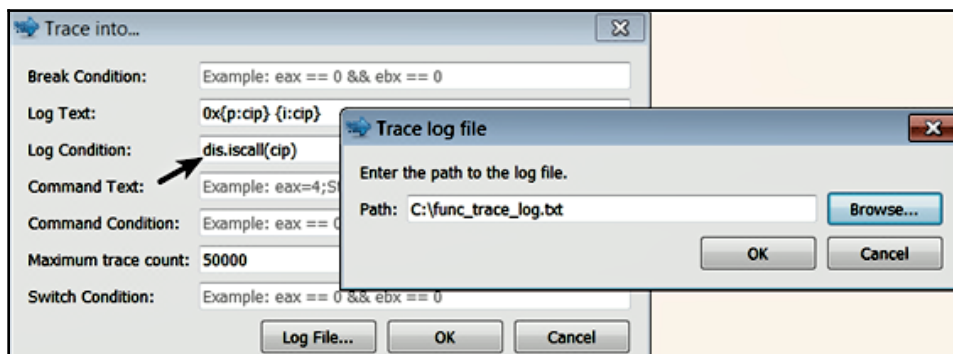 Trace into...
Break Condition: Example: eax == 0 && ebx == 0
Log Text: 0x{p:cip} {i:cip}
Log Condition: dis.iscall(cip)
Command Text: Example: eax=4;St
Command Condition: Example: eax == 0
Maximum trace count: 50000
Switch Condition: Example: eax == 0 && ebx == 0
Log File... OK Cancel
Trace log file
Enter the path to the log file.
Path: C:\func_trace_log.txt Browse...
OK Cancel